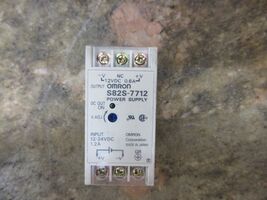 -V NC +V
OUTPUT 12VDC 0.6A
OMRON
S82S-7712
POWER SUPPLY
DC OUT
ON
V.ADJ
INPUT
12-24VDC
1.2A
OMRON
Corporation
MADE IN JAPAN